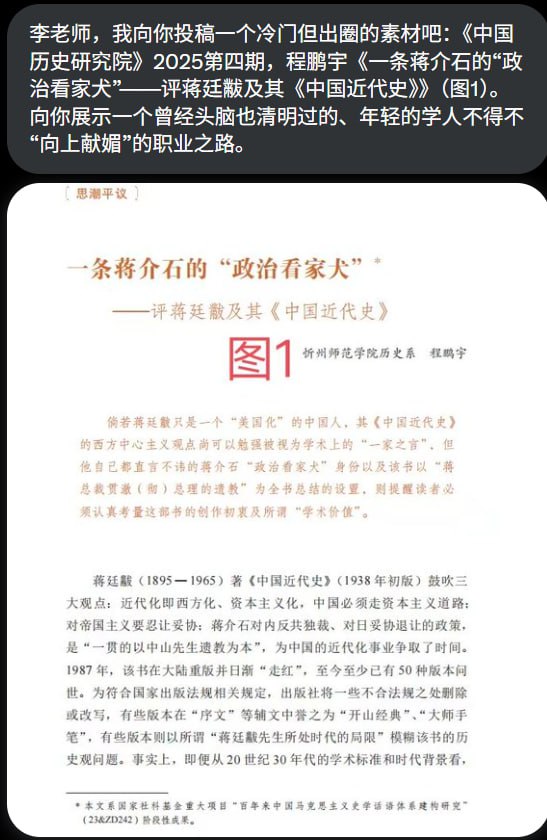 李老师，我向你投稿一个冷门但出圈的素材吧：《中国
历史研究院》2025第四期，程鹏宇《一条蒋介石的“政
治看家犬”——评蒋廷黻及其《中国近代史》》（图1）。
向你展示一个曾经头脑也清明过的、年轻的学人不得不
“向上献媚”的职业之路。
[ 思潮平议 ]
一条蒋介石的“政治看家犬”*
——评蒋廷黻及其《中国近代史》
图1
忻州师范学院历史系 程鹏宇
倘若蒋廷黻只是一个“美国化”的中国人，其《中国近代史》
的西方中心主义观点尚可以勉强被视为学术上的“一家之言”，但
他自己都直言不讳的蒋介石“政治看家犬”身份以及该书以“蒋
总裁贯激（彻）总理的遗教”为全书总结的设置，则提醒读者必
须认真考量这部书的创作初衷及所谓“学术价值”。
蒋廷黻（1895—1965）著《中国近代史》（1938年初版）鼓吹三
大观点：近代化即西方化、资本主义化，中国必须走资本主义道路；
对帝国主义要忍让妥协；蒋介石对内反共独裁、对日妥协退让的政策，
是“一贯的以中山先生遗教为本”，为中国的近代化事业争取了时间。
1987年，该书在大陆重版并日渐“走红”，至今至少已有50种版本问
世。为符合国家出版法规相关规定，出版社将一些不合法规之处删除
或改写，有些版本在“序文”等辅文中誉之为“开山经典”、“大师手
笔”，有些版本则以所谓“蒋廷黻先生所处时代的局限”模糊该书的历
史观问题。事实上，即便从20世纪30年代的学术标准和时代背景看，
* 本文系国家社科基金重大项目“百年来中国马克思主义史学话语体系建构研究”
（23&ZD242）阶段性成果。